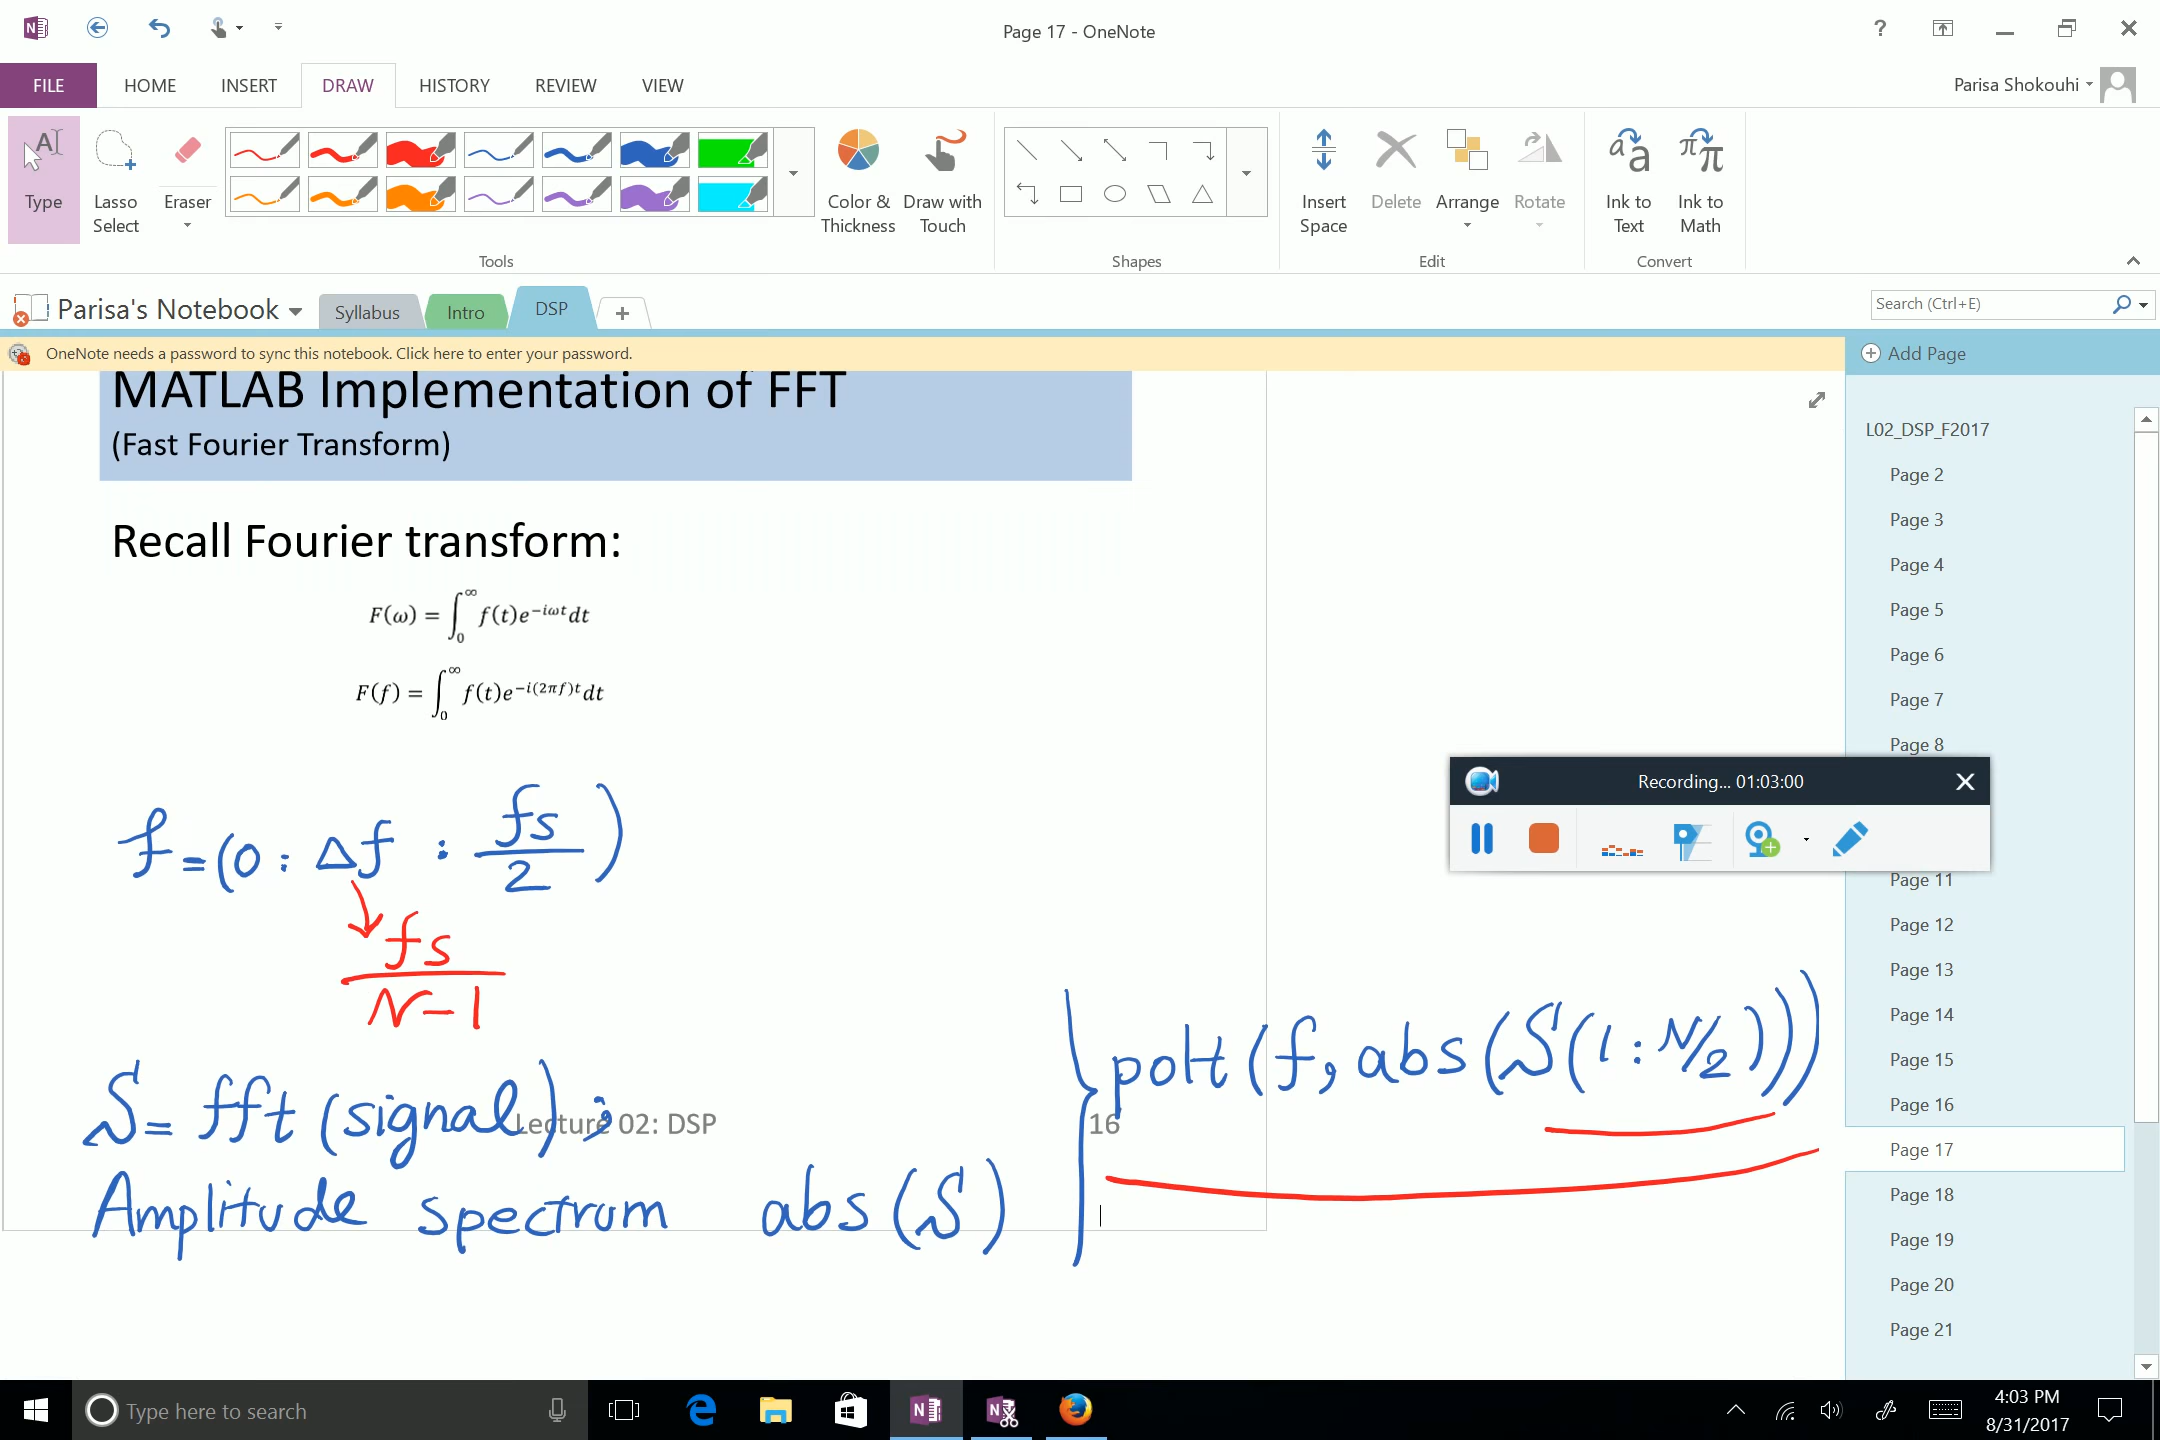 Page 17 - OneNote
?
FILE HOME INSERT DRAW HISTORY REVIEW VIEW
Parisa Shokouhi
Type
Lasso Select
Eraser
Color & Thickness
Draw with Touch
Insert Space
Delete
Arrange
Rotate
Ink to Text
Ink to Math
Tools
Shapes
Edit
Convert
Parisa's Notebook
Syllabus
Intro
DSP
Search (Ctrl+E)
OneNote needs a password to sync this notebook. Click here to enter your password.
Add Page
MATLAB Implementation of FFT
(Fast Fourier Transform)
Recall Fourier transform:
F(ω) = ∫₀^∞ f(t)e^{-iωt}dt
F(f) = ∫₀^∞ f(t)e^{-i(2πf)t}dt
f = (0 : Δf : fs/2)
fs
N-1
polt(f, abs(S(1:N/2)))
S = fft(signal);
Lecture 02: DSP
16
Amplitude spectrum abs(S)
Recording... 01:03:00
L02_DSP_F2017
Page 2
Page 3
Page 4
Page 5
Page 6
Page 7
Page 8
Page 11
Page 12
Page 13
Page 14
Page 15
Page 16
Page 17
Page 18
Page 19
Page 20
Page 21
Type here to search
4:03 PM
8/31/2017